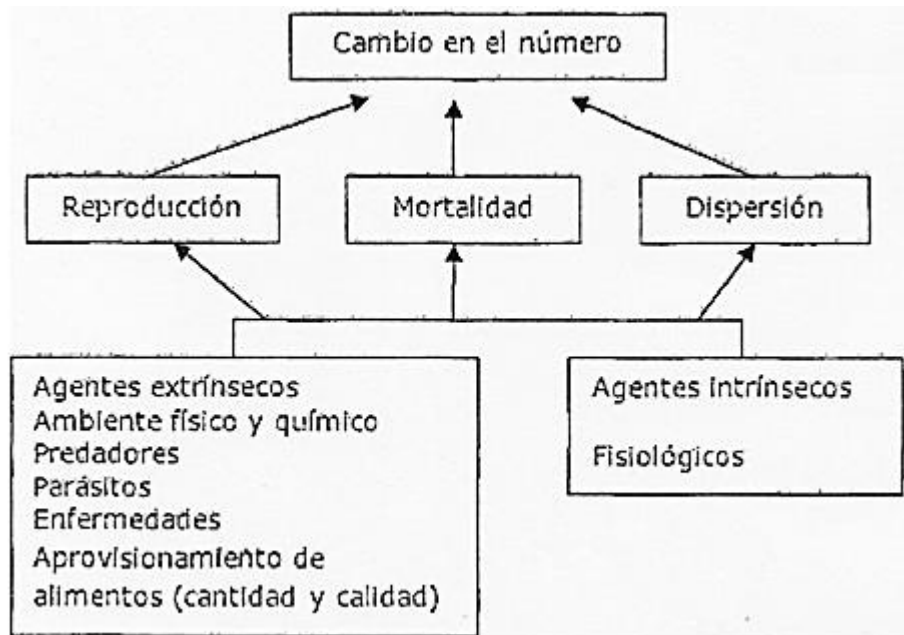 Cambio en el número
Reproducción
Mortalidad
Dispersión
Agentes extrínsecos
Ambiente físico y químico
Predadores
Parásitos
Enfermedades
Aprovisionamiento de
alimentos (cantidad y calidad)
Agentes intrínsecos
Fisiológicos